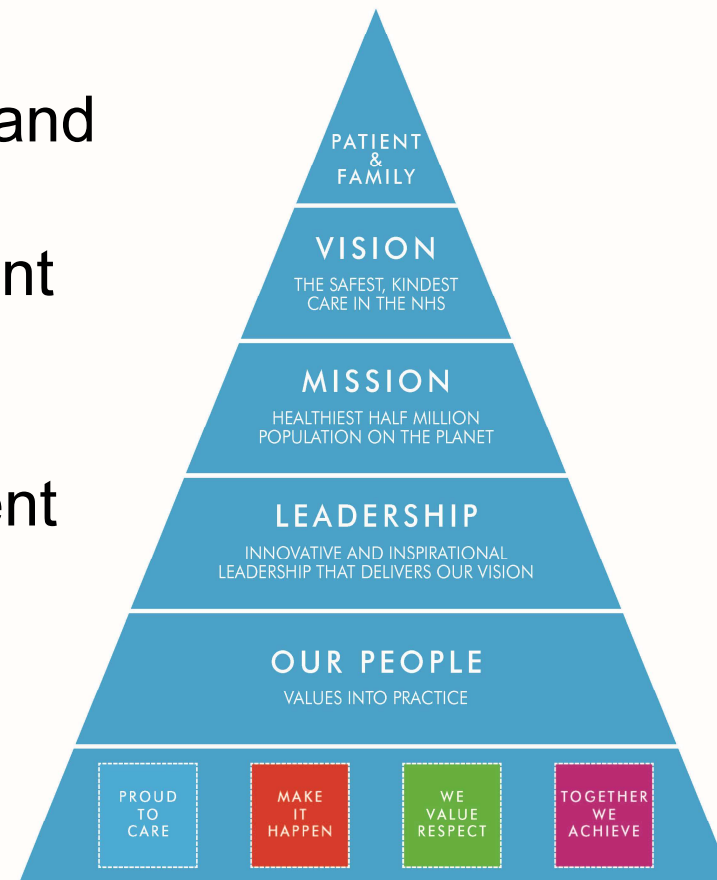 and
nt
ent
PATIENT
&
FAMILY
VISION
THE SAFEST, KINDEST
CARE IN THE NHS
MISSION
HEALTHIEST HALF MILLION
POPULATION ON THE PLANET
LEADERSHIP
INNOVATIVE AND INSPIRATIONAL
LEADERSHIP THAT DELIVERS OUR VISION
OUR PEOPLE
VALUES INTO PRACTICE
PROUD
TO
CARE
MAKE
IT
HAPPEN
WE
VALUE
RESPECT
TOGETHER
WE
ACHIEVE